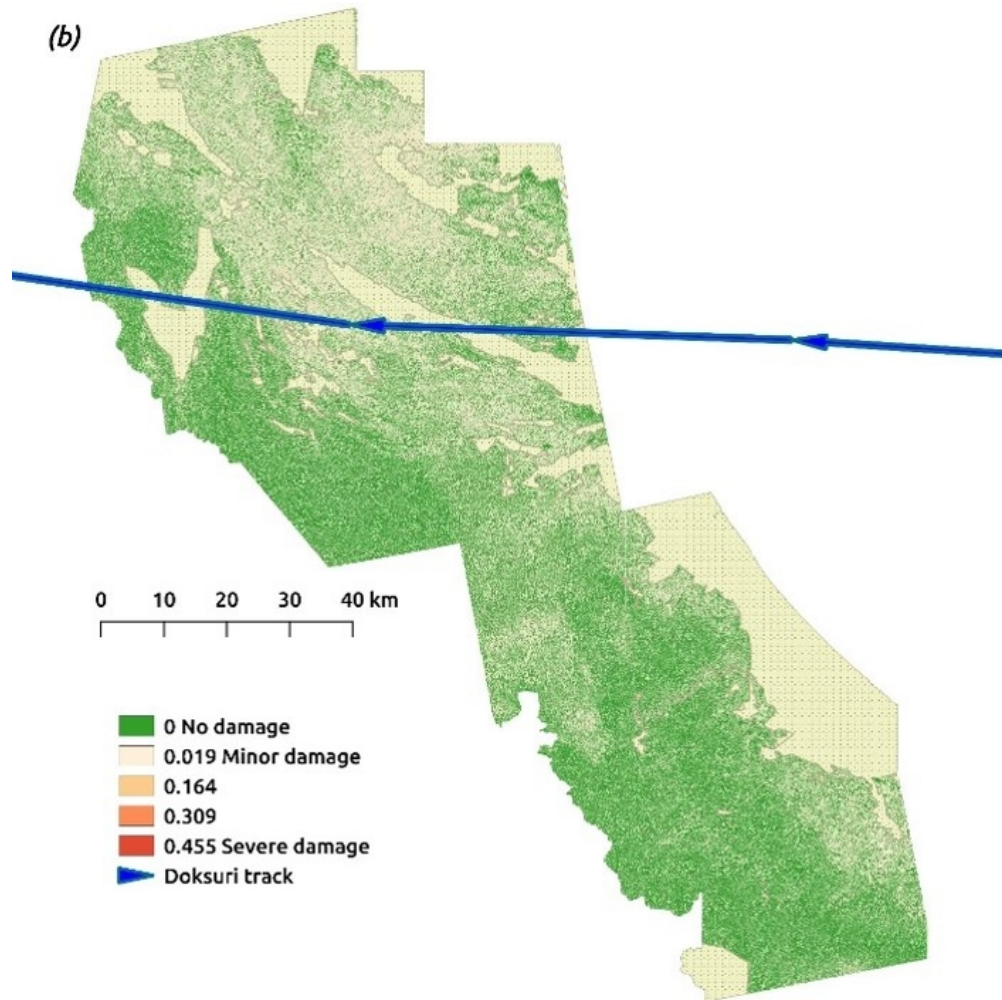 (b)
0 10 20 30 40 km
0 No damage
0.019 Minor damage
0.164
0.309
0.455 Severe damage
Doksuri track